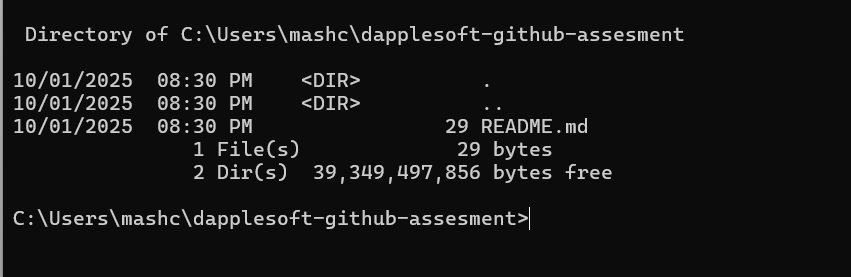 Directory of C:\Users\mashc\dapplesoft-github-assesment
10/01/2025  08:30 PM    <DIR>          .
10/01/2025  08:30 PM    <DIR>          ..
10/01/2025  08:30 PM                29 README.md
1 File(s)             29 bytes
2 Dir(s)  39,349,497,856 bytes free
C:\Users\mashc\dapplesoft-github-assesment>